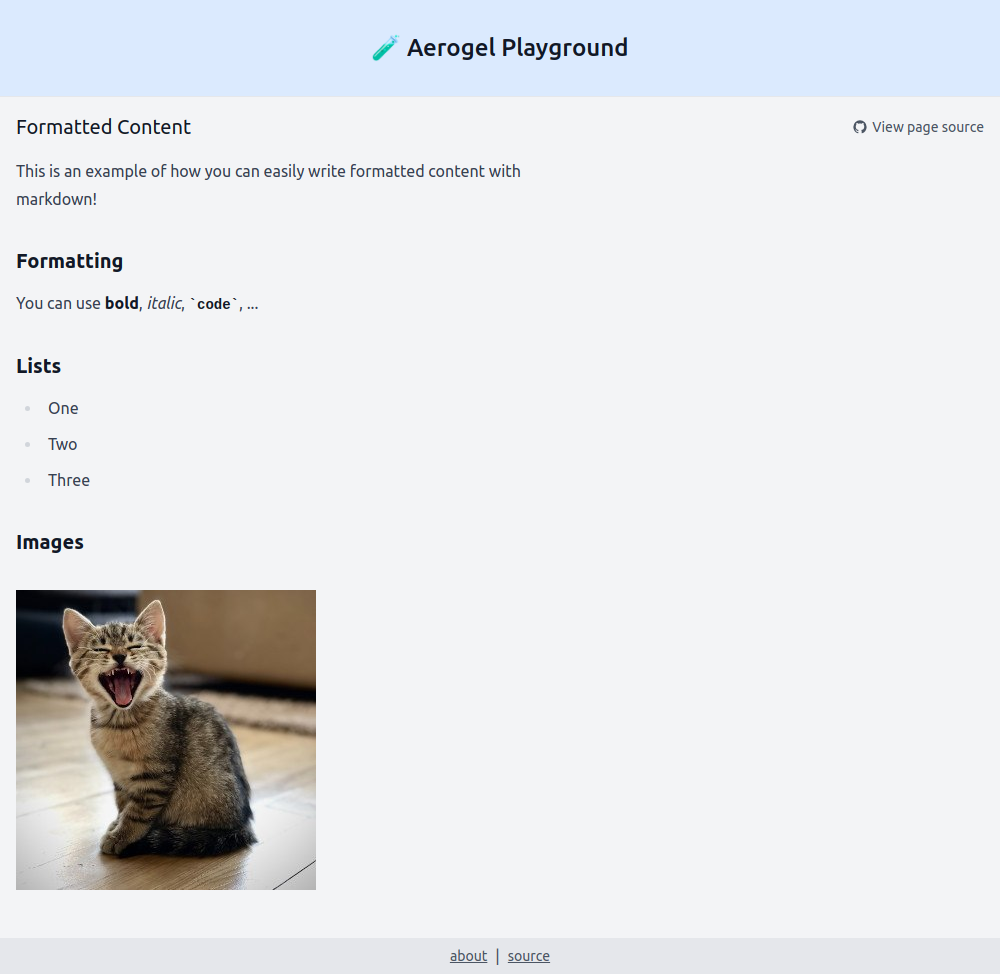 🧪 Aerogel Playground
Formatted Content
View page source
This is an example of how you can easily write formatted content with
markdown!
Formatting
You can use bold, italic, `code`, ...
Lists
One
Two
Three
Images
about | source